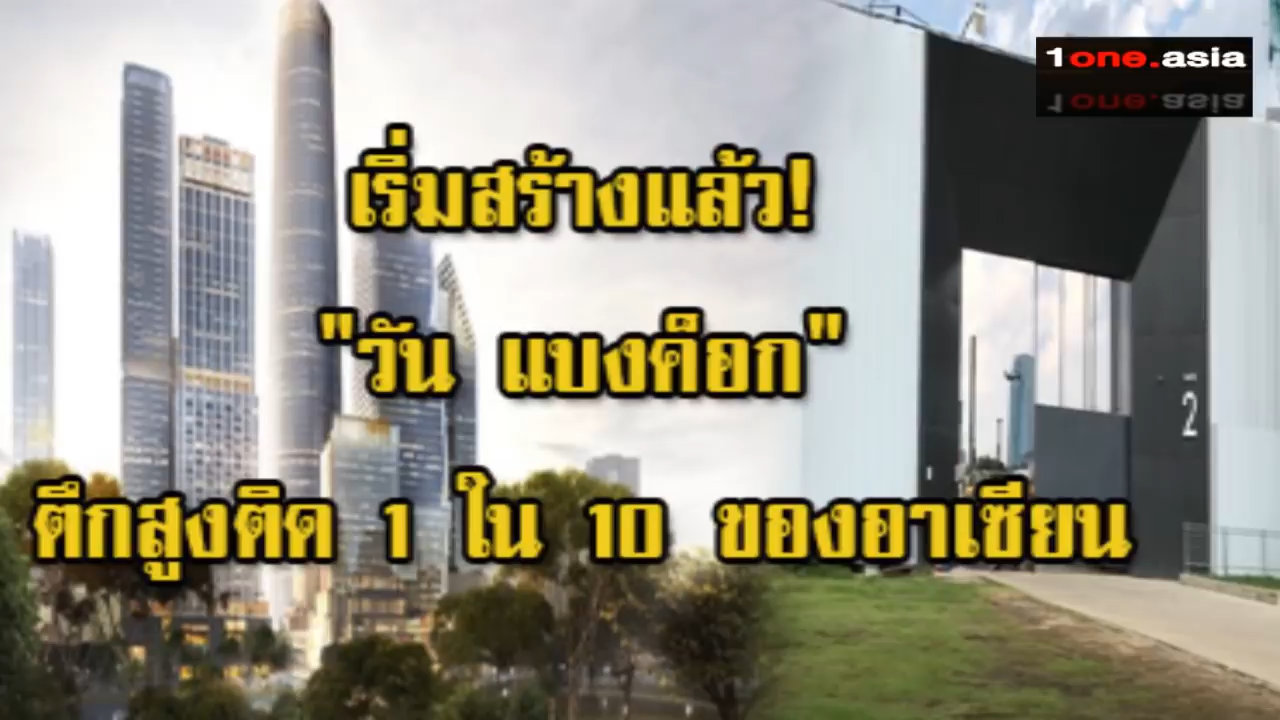 1one.asia
เริ่มสร้างแล้ว!
"วัน แบงค็อก"
ตึกสูงติด 1 ใน 10 ของอาเซียน
2